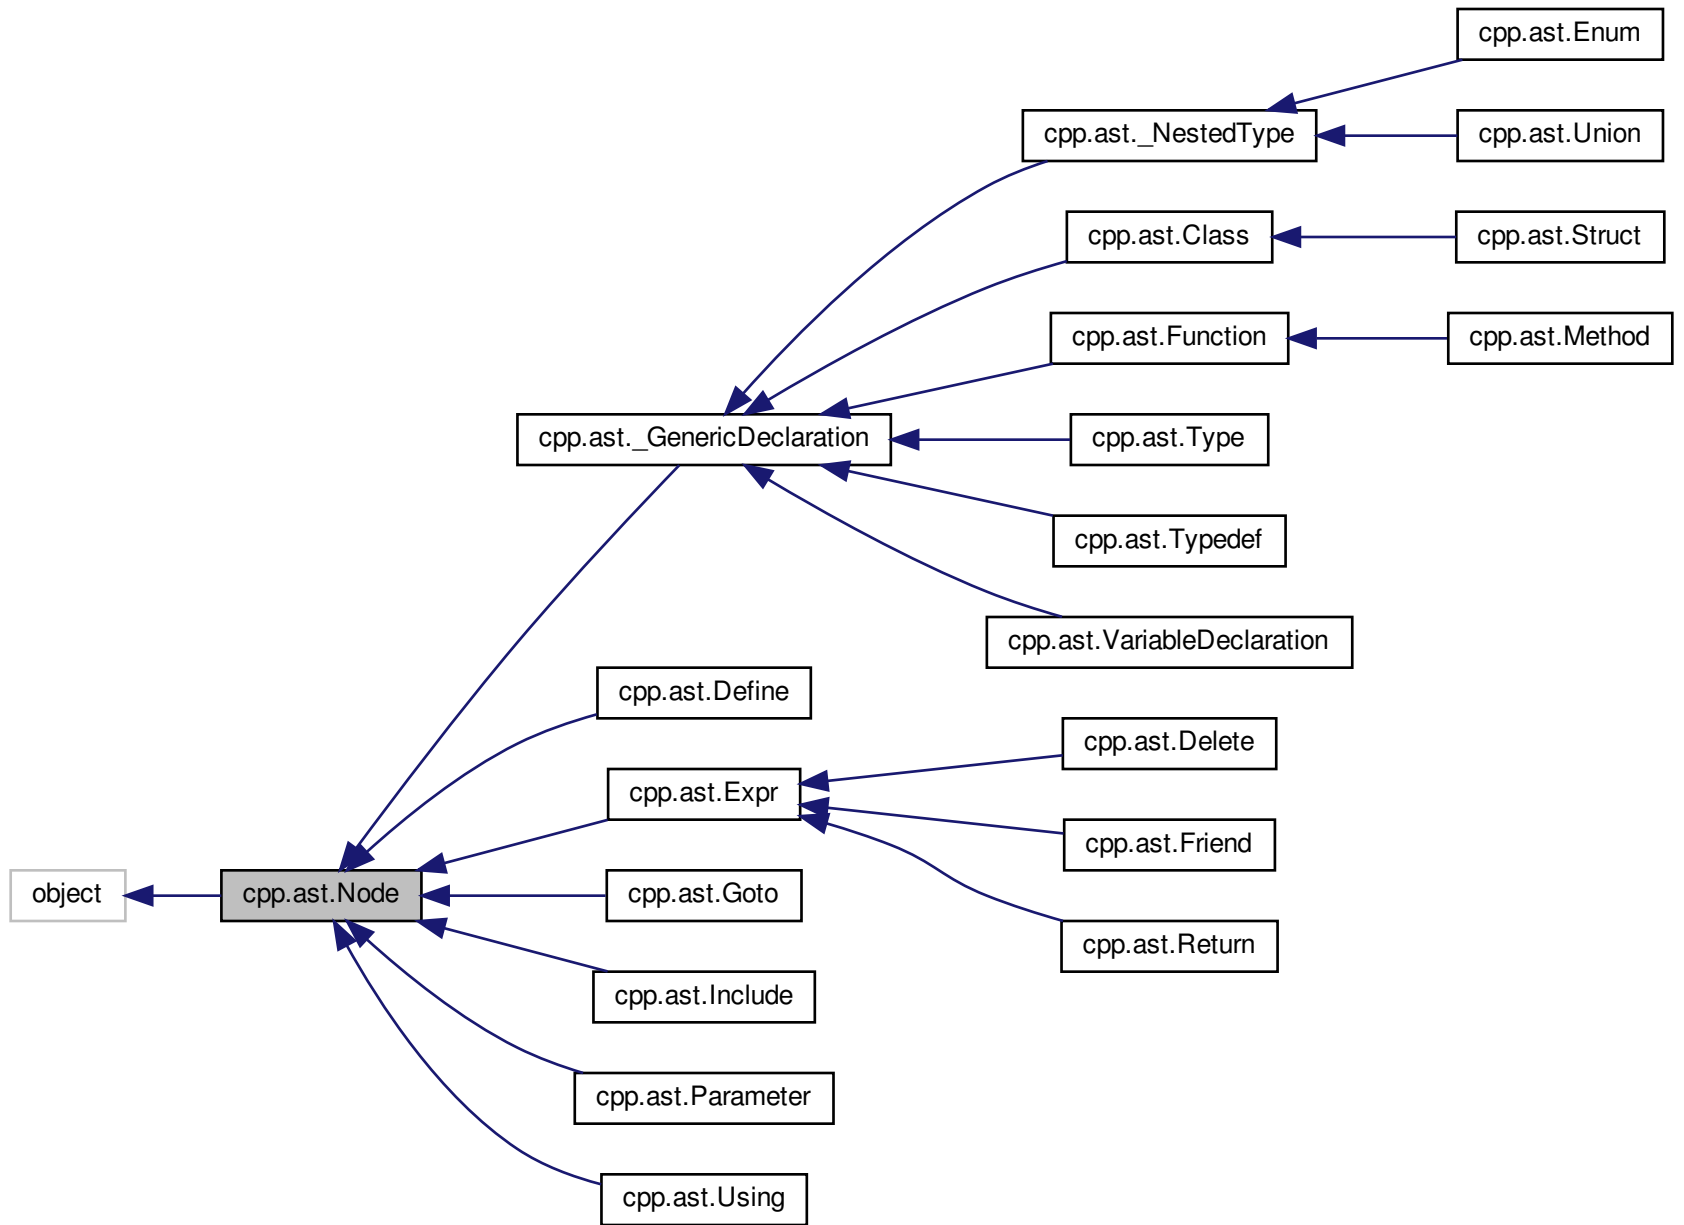 cpp.ast.Enum
cpp.ast._NestedType
cpp.ast.Union
cpp.ast.Class
cpp.ast.Struct
cpp.ast.Function
cpp.ast.Method
cpp.ast._GenericDeclaration
cpp.ast.Type
cpp.ast.Typedef
cpp.ast.VariableDeclaration
cpp.ast.Define
cpp.ast.Delete
cpp.ast.Expr
cpp.ast.Friend
object
cpp.ast.Node
cpp.ast.Goto
cpp.ast.Return
cpp.ast.Include
cpp.ast.Parameter
cpp.ast.Using